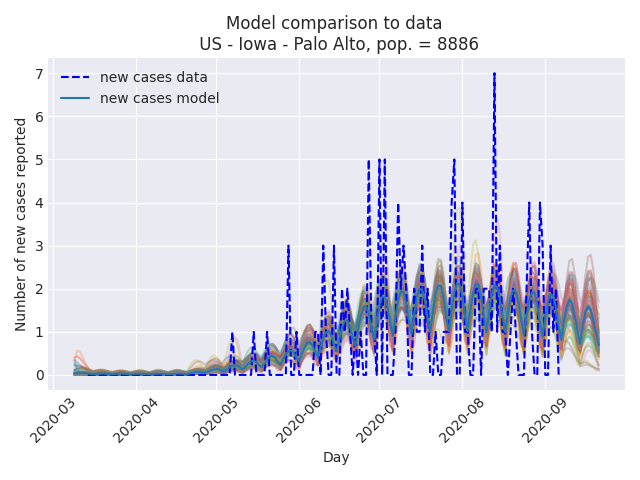 Model comparison to data
US - Iowa - Palo Alto, pop. = 8886
new cases data
new cases model
Number of new cases reported
7
6
5
4
3
2
1
0
2020-03
2020-04
2020-05
2020-06
2020-07
2020-08
2020-09
Day